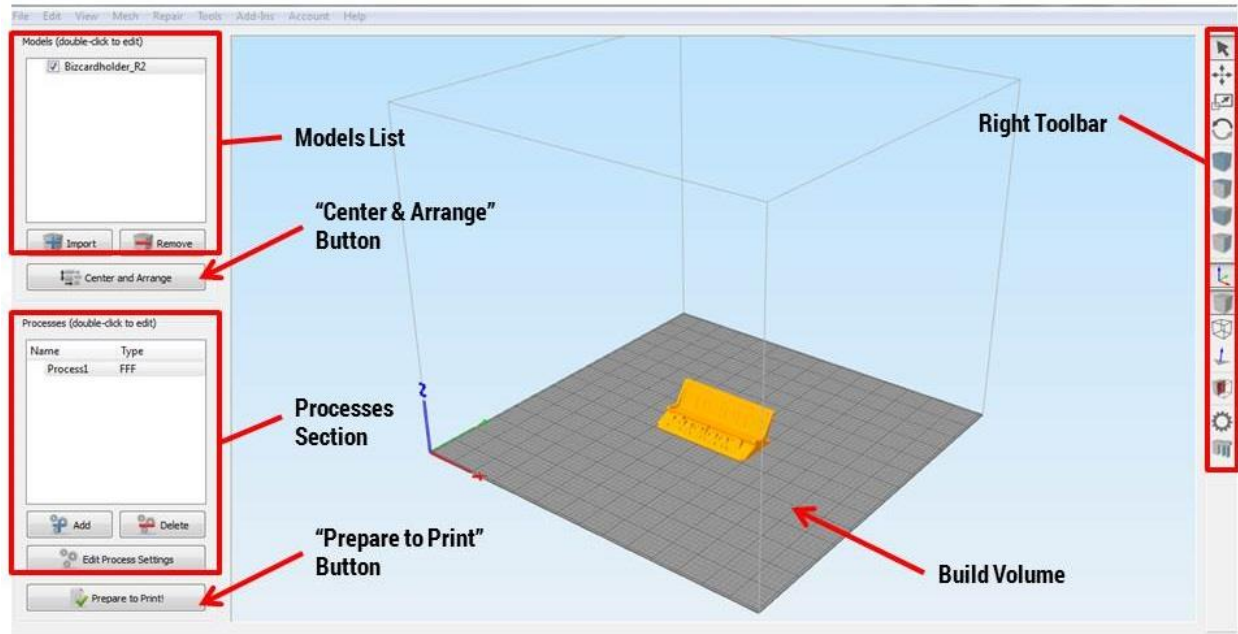 File Edit View Mesh Repair Tools Add-Ins Account Help
Models (double-click to edit)
Bizcardholder_R2
Import Remove
Center and Arrange
Processes (double-click to edit)
Name Type
Process1 FFF
Add Delete
Edit Process Settings
Prepare to Print!
Models List
“Center & Arrange”
Button
Processes
Section
“Prepare to Print”
Button
Right Toolbar
Build Volume